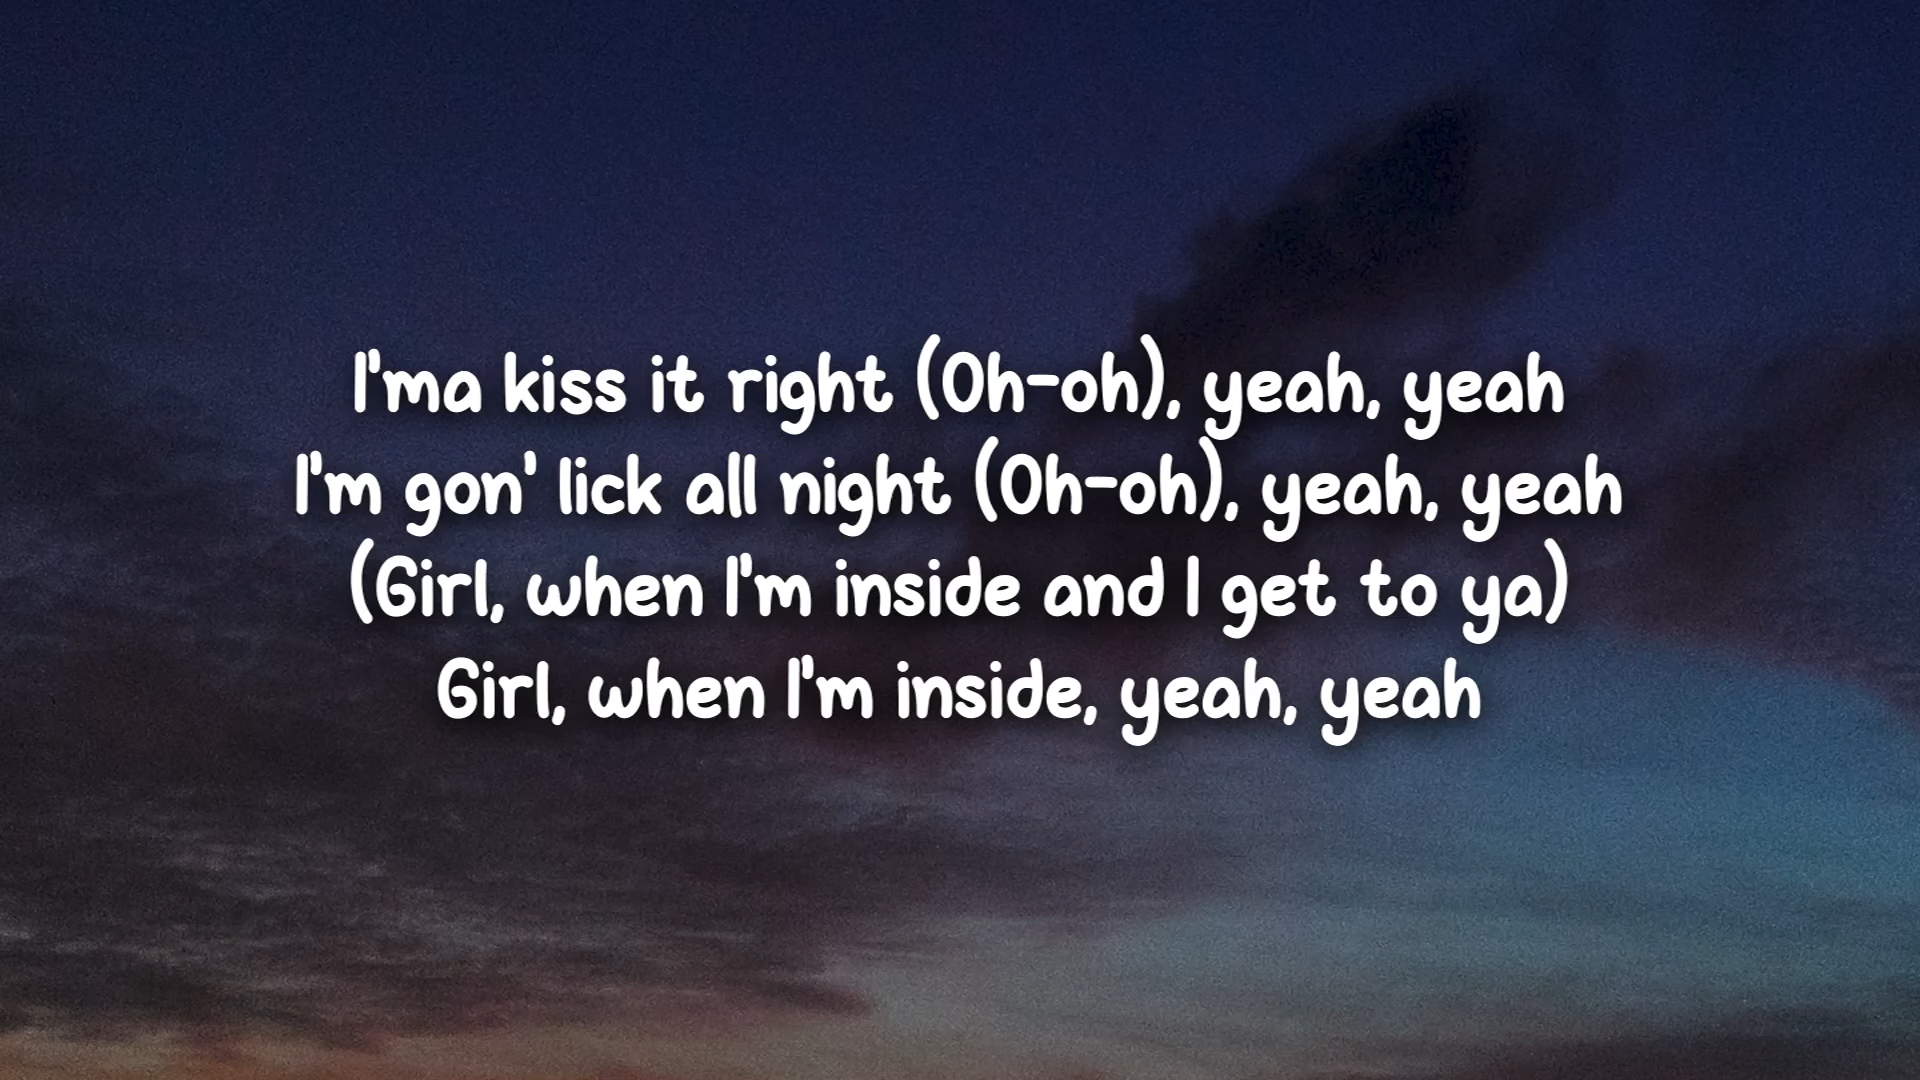 I'ma kiss it right (Oh-oh), yeah, yeah
I'm gon' lick all night (Oh-oh), yeah, yeah
(Girl, when I'm inside and I get to ya)
Girl, when I'm inside, yeah, yeah